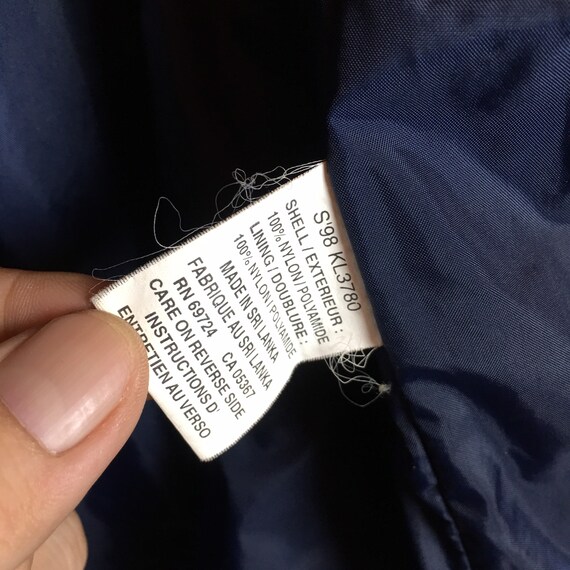 S'98 KL3780
SHELL / EXTERIEUR :
100% NYLON/POLYAMIDE
LINING / DOUBLURE :
100% NYLON/POLYAMIDE
MADE IN SRI LANKA
FABRIQUE AU SRI LANKA
RN 69724 CA 05367
CARE ON REVERSE SIDE
INSTRUCTIONS D'
ENTRETIEN AU VERSO